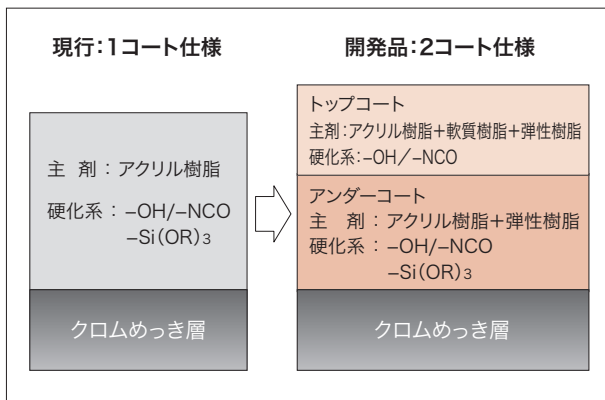 現行:1コート仕様
主 剤:アクリル樹脂
硬化系:−OH/−NCO
−Si(OR)3
クロムめっき層
開発品:2コート仕様
トップコート
主剤:アクリル樹脂+軟質樹脂+弾性樹脂
硬化系:−OH/−NCO
アンダーコート
主 剤:アクリル樹脂+弾性樹脂
硬化系:−OH/−NCO
−Si(OR)3
クロムめっき層